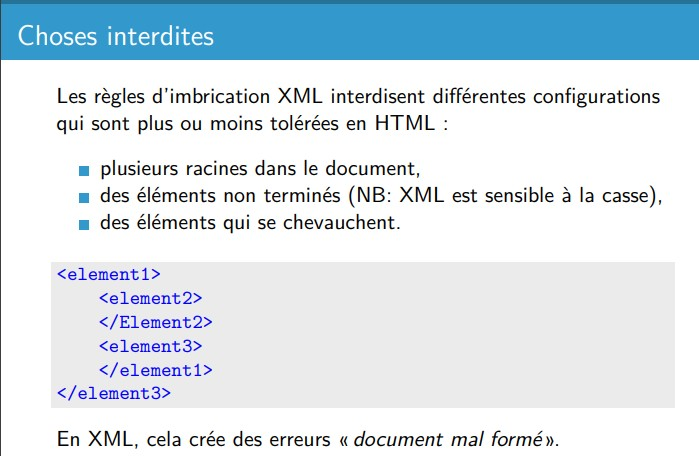 Choses interdites
Les règles d'imbrication XML interdisent différentes configurations
qui sont plus ou moins tolérées en HTML :
plusieurs racines dans le document,
des éléments non terminés (NB: XML est sensible à la casse),
des éléments qui se chevauchent.
<element1>
<element2>
</Element2>
<element3>
</element1>
</element3>
En XML, cela crée des erreurs « document mal formé ».